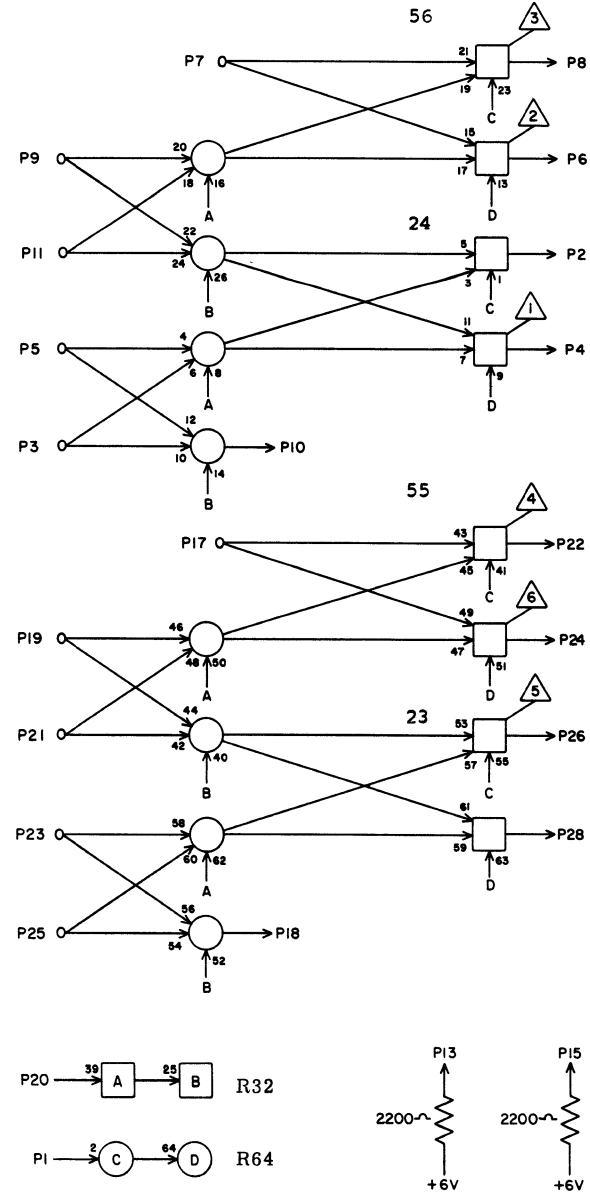 56
3
P7
21
P8
19
23
C
2
15
P9
20
P6
18
16
17
13
A
D
22
24
P11
5
P2
24
26
3
1
B
C
1
11
P5
4
P4
6
8
7
9
A
D
12
P3
P10
10
14
B
55
4
P17
43
P22
45
41
C
6
49
P19
46
P24
48
50
47
51
A
D
5
44
23
53
P21
P26
42
40
57
55
B
C
61
P23
58
P28
60
62
59
63
A
D
56
P25
P18
54
52
B
P13
P15
P20
39
A
25
B
R32
2200
2200
P1
2
C
64
D
R64
+6V
+6V